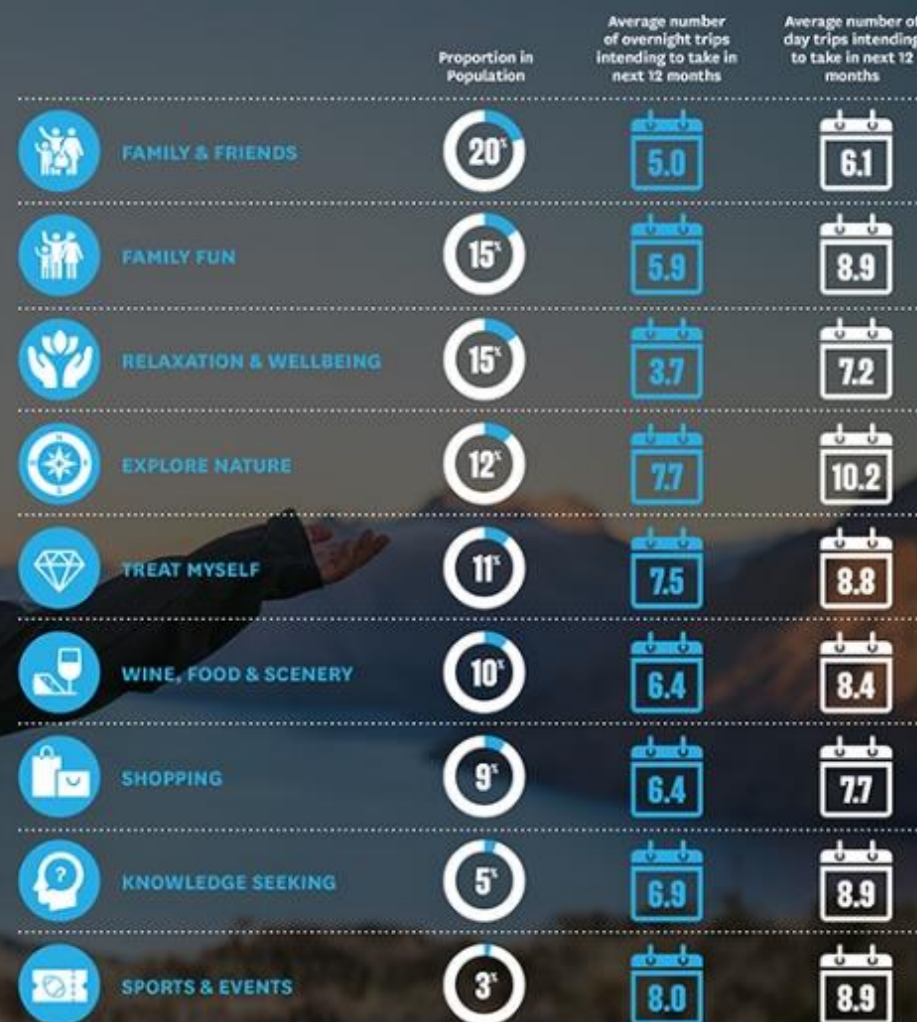 Proportion in
Population
Average number
of overnight trips
intending to take in
next 12 months
Average number of
day trips intending
to take in next 12
months
FAMILY & FRIENDS 20% 5.0 6.1
FAMILY FUN 15% 5.9 8.9
RELAXATION & WELLBEING 15% 3.7 7.2
EXPLORE NATURE 12% 7.7 10.2
TREAT MYSELF 11% 7.5 8.8
WINE, FOOD & SCENERY 10% 6.4 8.4
SHOPPING 9% 6.4 7.7
? KNOWLEDGE SEEKING 5% 6.9 8.9
SPORTS & EVENTS 3% 8.0 8.9